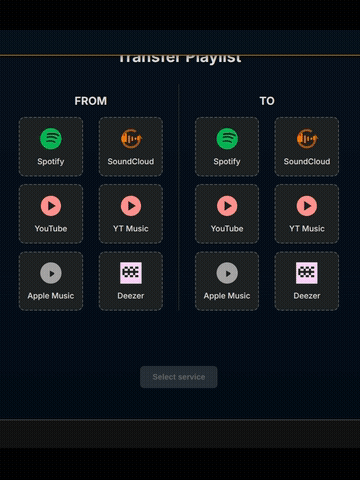 Transfer Playlist
FROM
TO
Spotify
SoundCloud
Spotify
SoundCloud
YouTube
YT Music
YouTube
YT Music
Apple Music
Deezer
Apple Music
Deezer
Select service